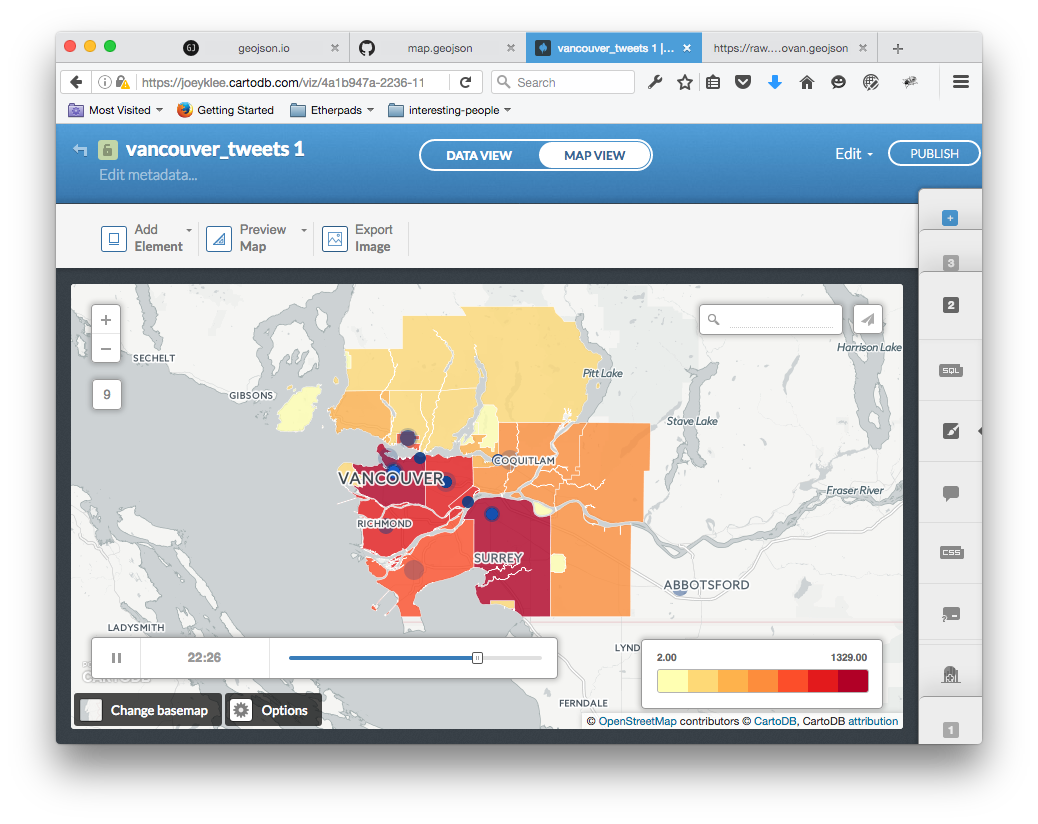 GJ geojson.io × map.geojson × vancouver_tweets 1 |... × https://raw....ovan.geojson × +
https://joeyklee.cartodb.com/viz/4a1b947a-2236-11 Search
Most Visited Getting Started Etherpads interesting-people
vancouver_tweets 1
Edit metadata...
DATA VIEW MAP VIEW
Edit PUBLISH
Add Element
Preview Map
Export Image
+
3
2
SQL
CSS
1
+
−
9
SECHELT
GIBSONS
Harrison Lake
Pitt Lake
Stave Lake
COQUITLAM
VANCOUVER
Fraser River
RICHMOND
SURREY
ABBOTSFORD
LADYSMITH
LYND
FERNDALE
22:26
2.00 1329.00
CARTODB
Change basemap Options
© OpenStreetMap contributors © CartoDB, CartoDB attribution